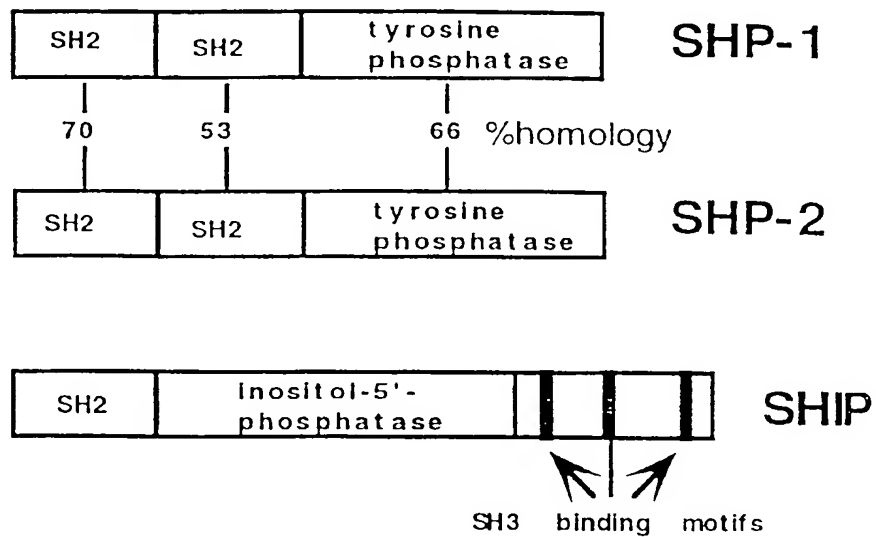 SH2 SH2 tyrosine phosphatase SHP-1
70 53 66 %homology
SH2 SH2 tyrosine phosphatase SHP-2
SH2 inositol-5'-phosphatase SHIP
SH3 binding motifs